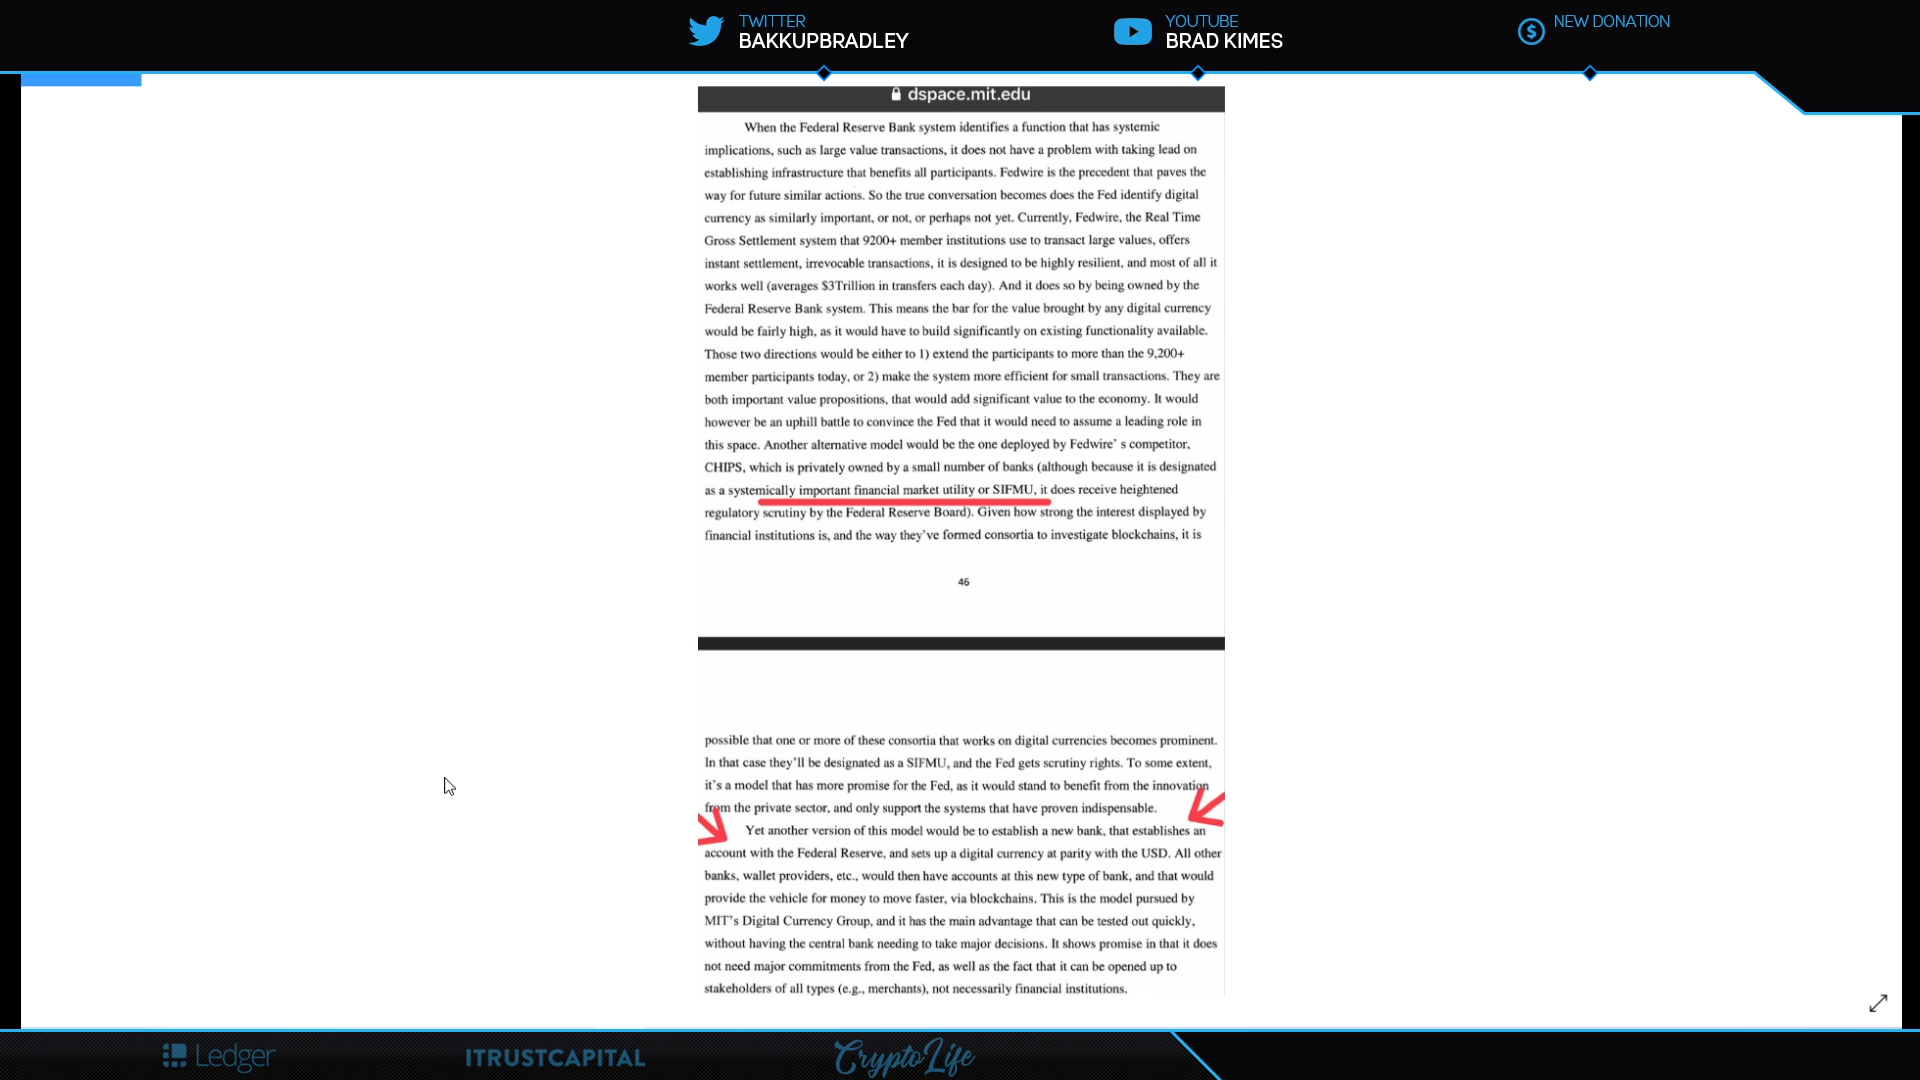 TWITTER
BAKKUPBRADLEY
YOUTUBE
BRAD KIMES
NEW DONATION
dspace.mit.edu
When the Federal Reserve Bank system identifies a function that has systemic
implications, such as large value transactions, it does not have a problem with taking lead on
establishing infrastructure that benefits all participants. Fedwire is the precedent that paves the
way for future similar actions. So the true conversation becomes does the Fed identify digital
currency as similarly important, or not, or perhaps not yet. Currently, Fedwire, the Real Time
Gross Settlement system that 9200+ member institutions use to transact large values, offers
instant settlement, irrevocable transactions, it is designed to be highly resilient, and most of all it
works well (averages $3Trillion in transfers each day). And it does so by being owned by the
Federal Reserve Bank system. This means the bar for the value brought by any digital currency
would be fairly high, as it would have to build significantly on existing functionality available.
Those two directions would be either to 1) extend the participants to more than the 9,200+
member participants today, or 2) make the system more efficient for small transactions. They are
both important value propositions, that would add significant value to the economy. It would
however be an uphill battle to convince the Fed that it would need to assume a leading role in
this space. Another alternative model would be the one deployed by Fedwire' s competitor,
CHIPS, which is privately owned by a small number of banks (although because it is designated
as a systemically important financial market utility or SIFMU, it does receive heightened
regulatory scrutiny by the Federal Reserve Board). Given how strong the interest displayed by
financial institutions is, and the way they've formed consortia to investigate blockchains, it is
46
possible that one or more of these consortia that works on digital currencies becomes prominent.
In that case they'll be designated as a SIFMU, and the Fed gets scrutiny rights. To some extent,
it's a model that has more promise for the Fed, as it would stand to benefit from the innovation
from the private sector, and only support the systems that have proven indispensable.
Yet another version of this model would be to establish a new bank, that establishes an
account with the Federal Reserve, and sets up a digital currency at parity with the USD. All other
banks, wallet providers, etc., would then have accounts at this new type of bank, and that would
provide the vehicle for money to move faster, via blockchains. This is the model pursued by
MIT's Digital Currency Group, and it has the main advantage that can be tested out quickly,
without having the central bank needing to take major decisions. It shows promise in that it does
not need major commitments from the Fed, as well as the fact that it can be opened up to
stakeholders of all types (e.g., merchants), not necessarily financial institutions.
Ledger
ITRUSTCAPITAL
CryptoLife